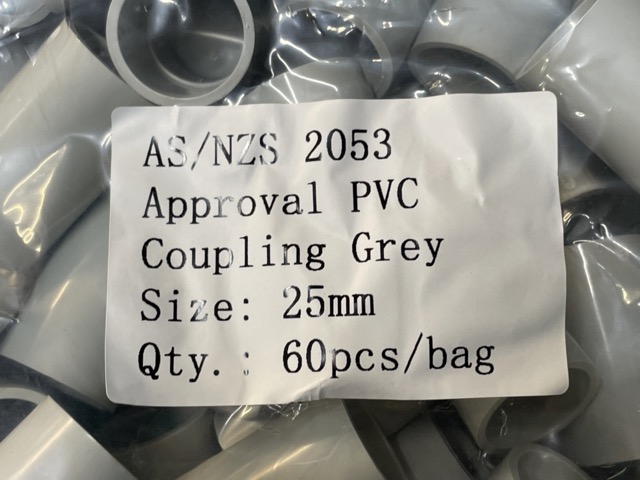 AS/NZS 2053
Approval PVC
Coupling Grey
Size: 25mm
Qty.: 60pcs/bag